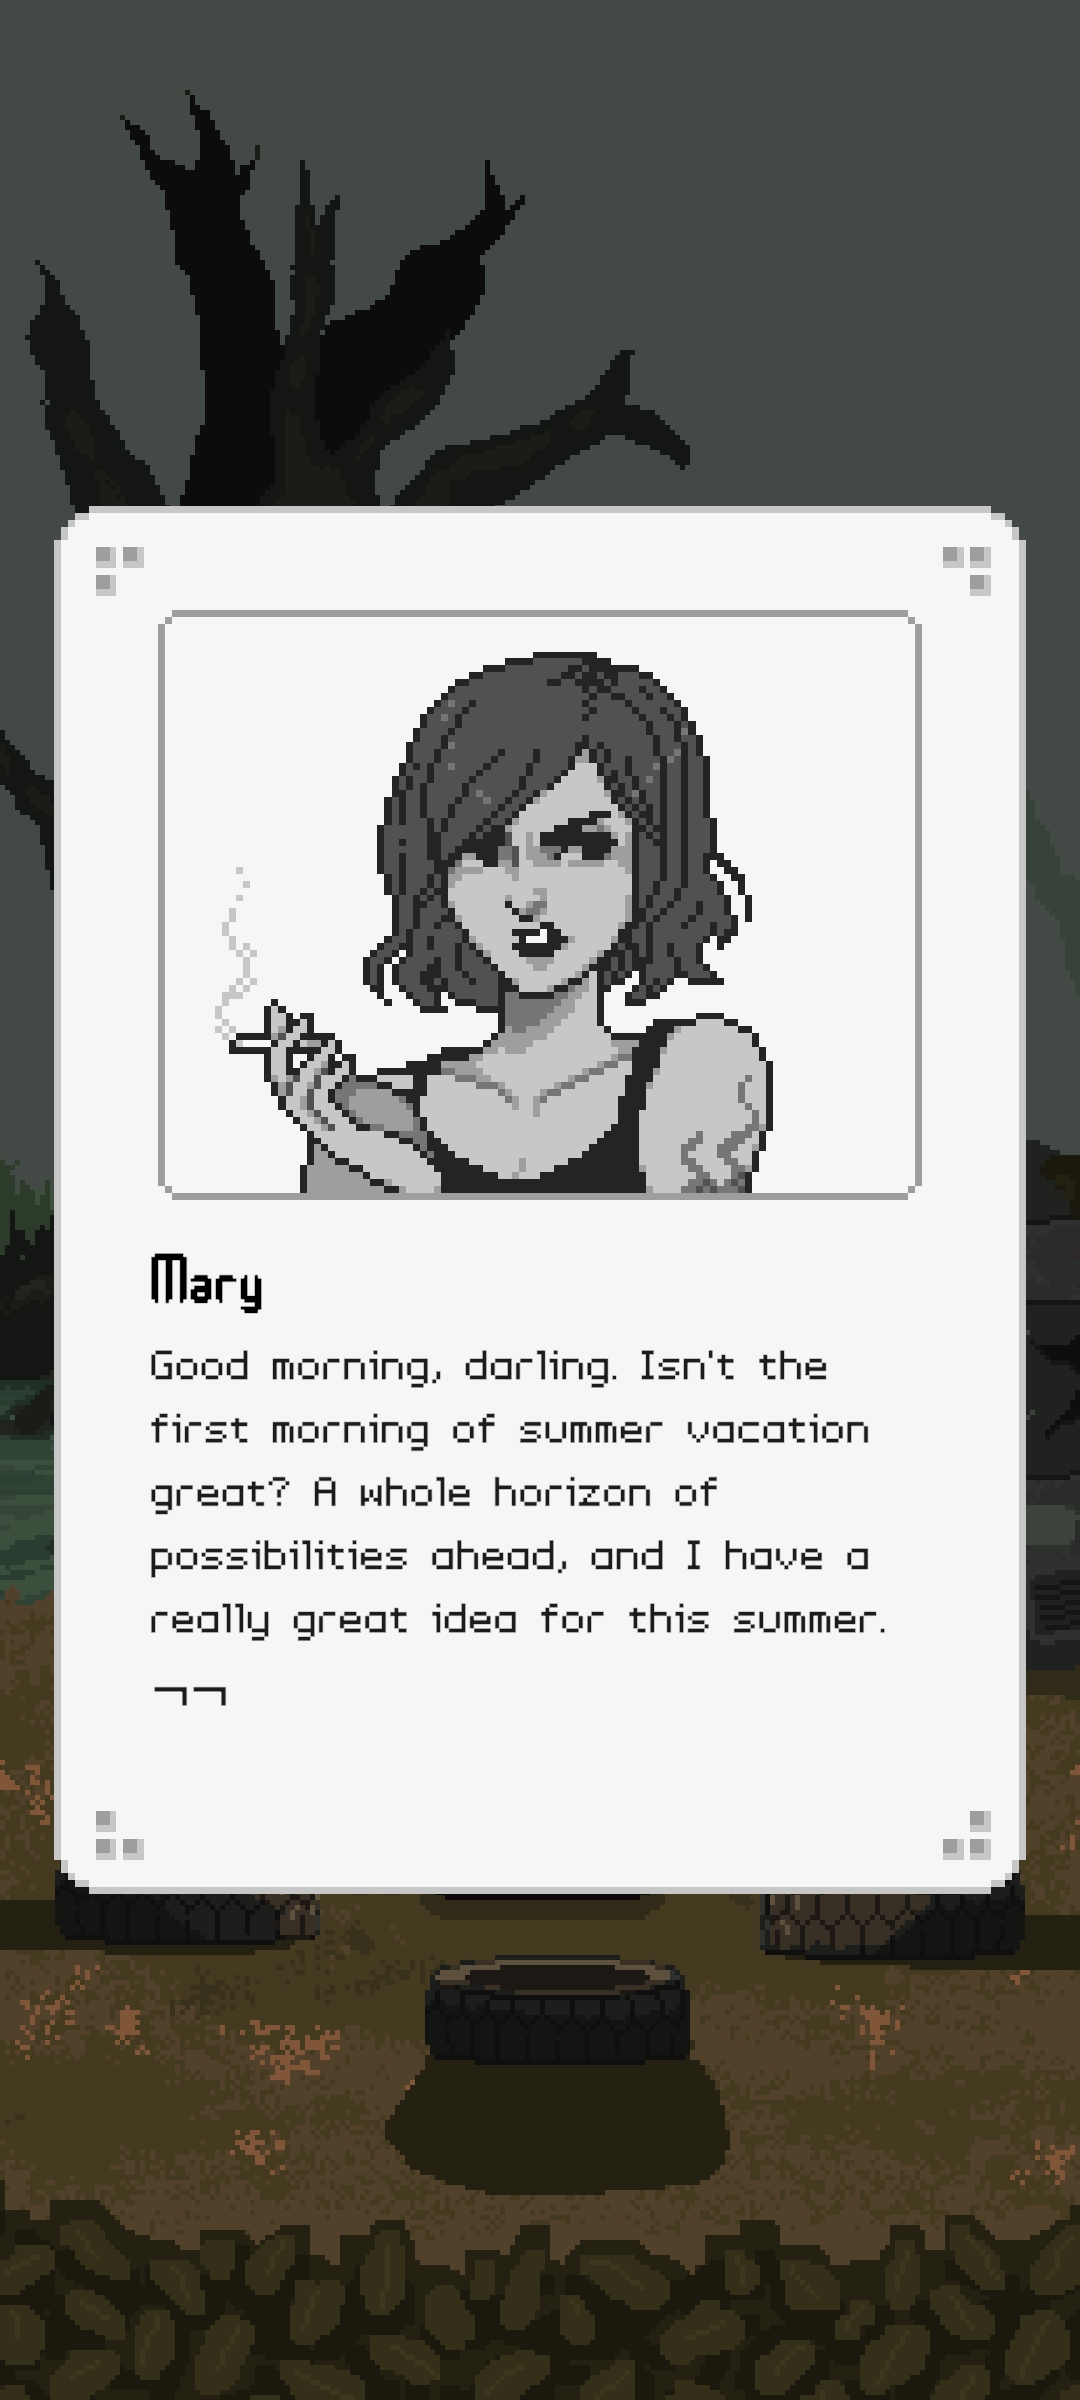 Mary
Good morning, darling. Isn't the
first morning of summer vacation
great? A whole horizon of
possibilities ahead, and I have a
really great idea for this summer.
¬¬